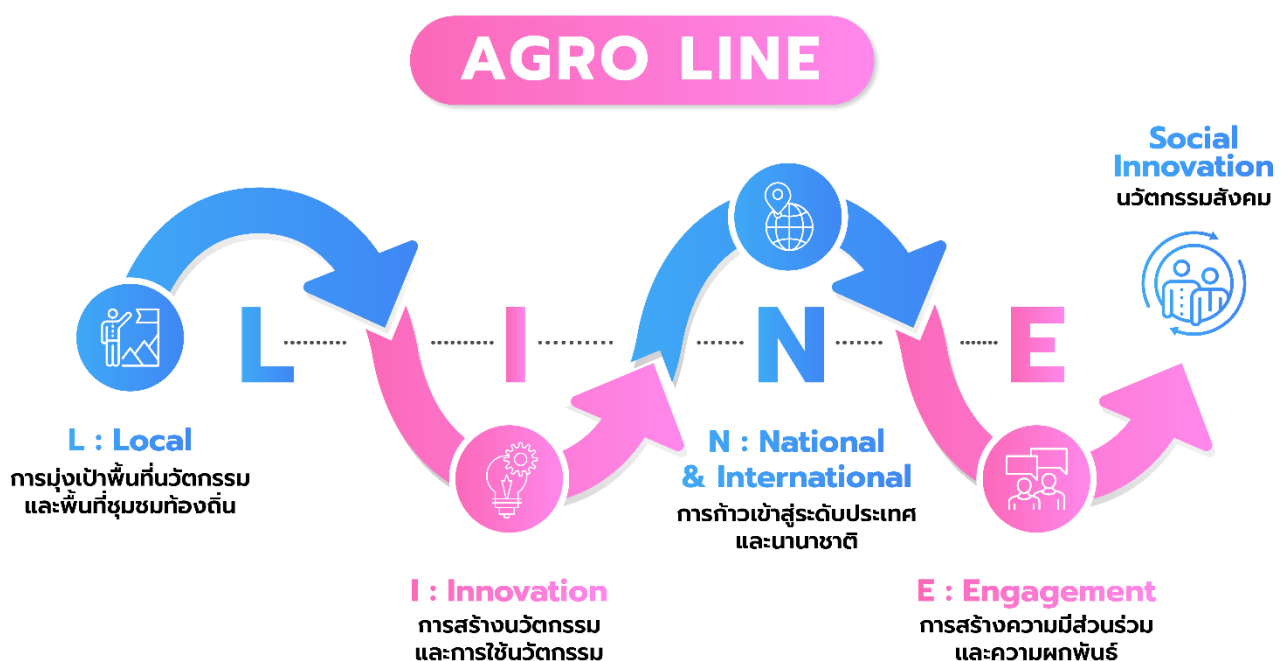 AGRO LINE
Social
Innovation
นวัตกรรมสังคม
L
I
N
E
L : Local
การมุ่งเป้าพื้นที่นวัตกรรม
และพื้นที่ชุมชมท้องถิ่น
I : Innovation
การสร้างนวัตกรรม
และการใช้นวัตกรรม
N : National
& International
การก้าวเข้าสู่ระดับประเทศ
และนานาชาติ
E : Engagement
การสร้างความมีส่วนร่วม
และความผกพันธ์